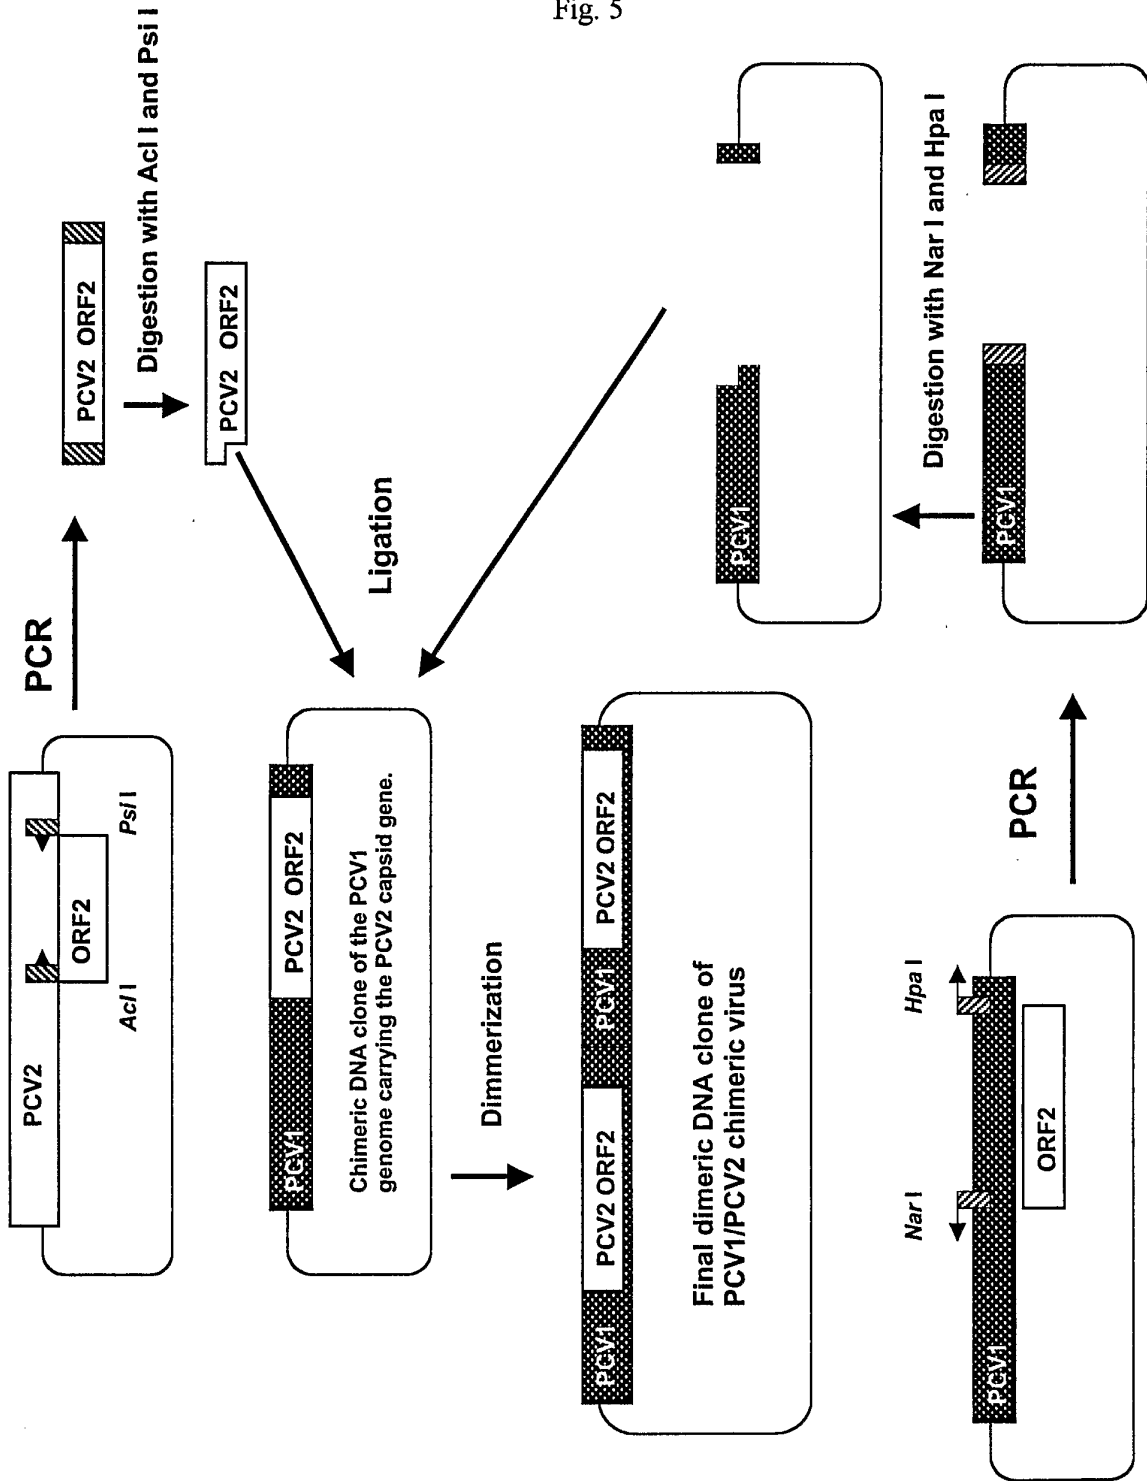 Fig. 5
PCV2
ORF2
Acl I
Psi I
PCR
PCV2 ORF2
Digestion with Acl I and Psi I
PCV2 ORF2
Ligation
PCV1
PCV2 ORF2
Chimeric DNA clone of the PCV1
genome carrying the PCV2 capsid gene.
Dimmerization
PCV1
PCV2 ORF2
PCV1
PCV2 ORF2
Final dimeric DNA clone of
PCV1/PCV2 chimeric virus
PCV1
Nar I
Hpa I
ORF2
PCR
PCV1
Digestion with Nar I and Hpa I
PCV1